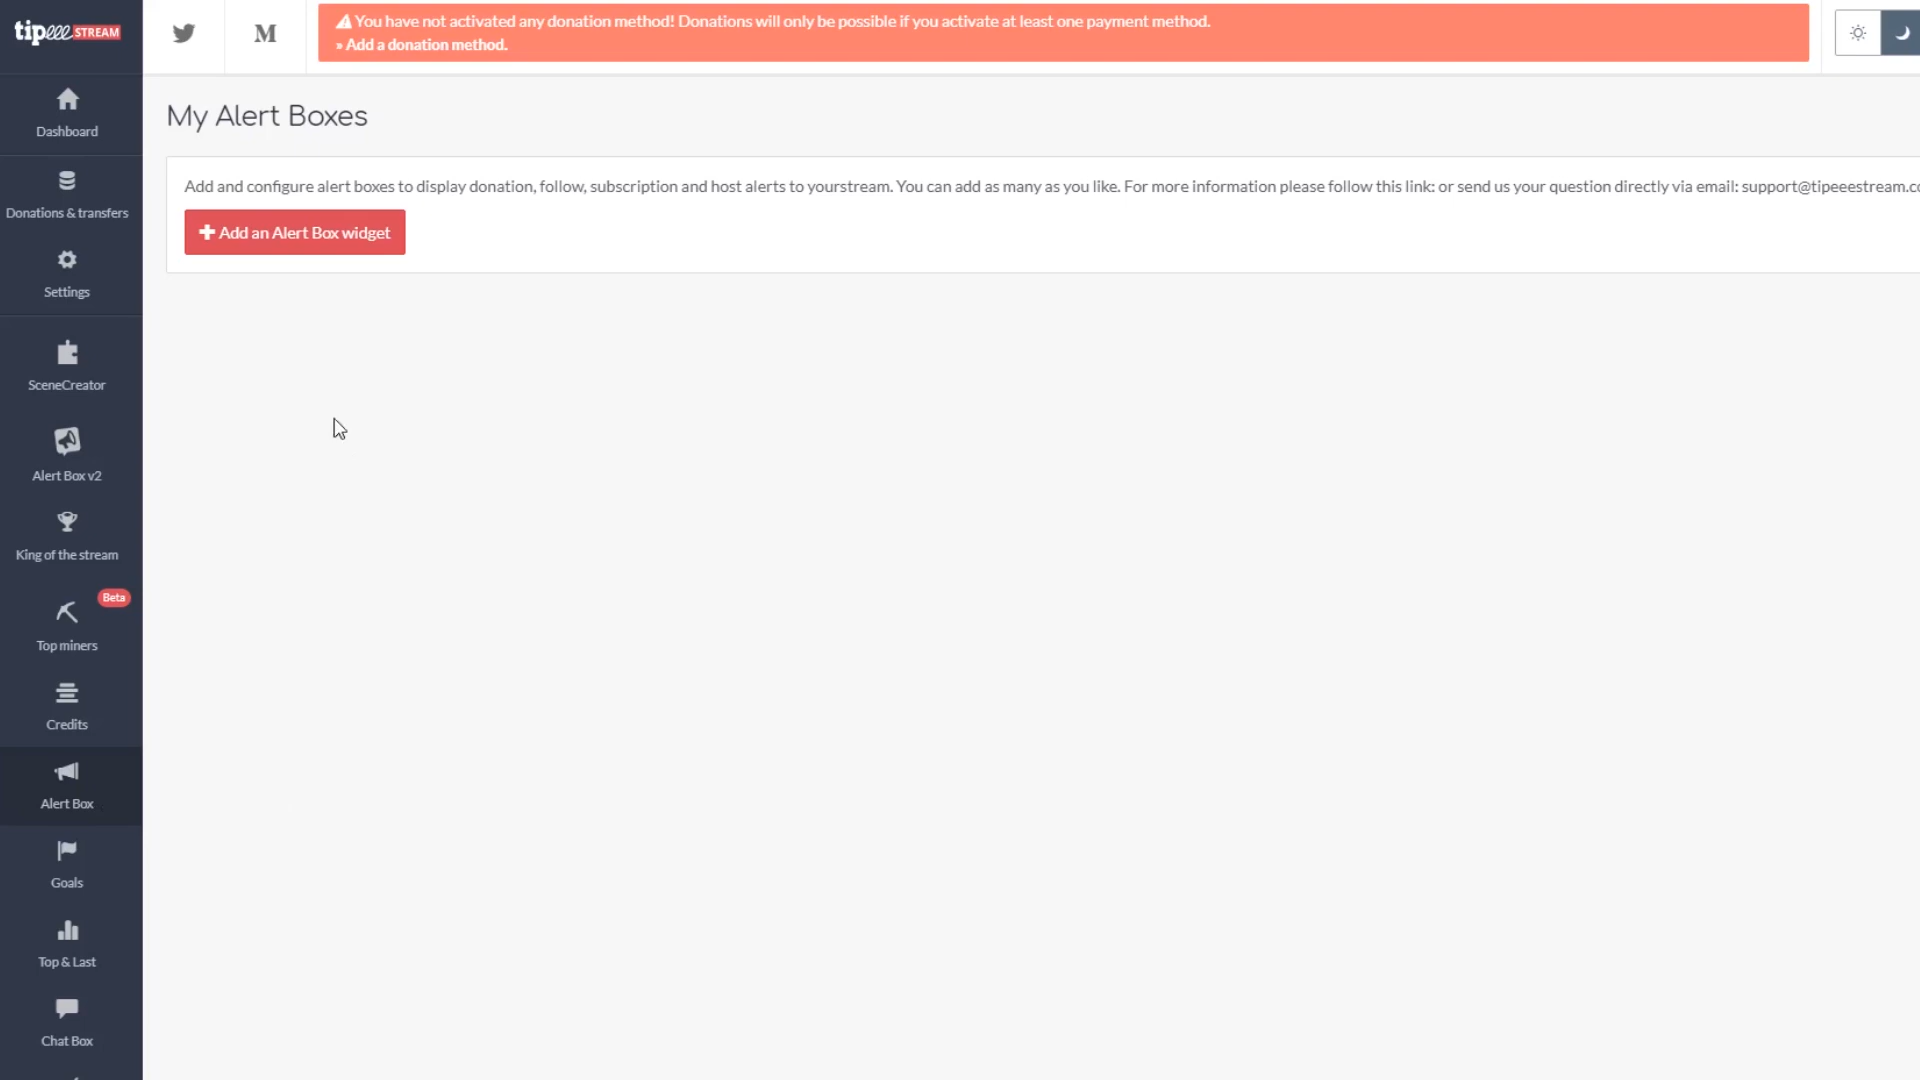 tipeee STREAM
M
You have not activated any donation method! Donations will only be possible if you activate at least one payment method.
» Add a donation method.
Dashboard
Donations & transfers
Settings
SceneCreator
Alert Box v2
King of the stream
Beta
Top miners
Credits
Alert Box
Goals
Top & Last
Chat Box
My Alert Boxes
Add and configure alert boxes to display donation, follow, subscription and host alerts to yourstream. You can add as many as you like. For more information please follow this link: or send us your question directly via email: support@tipeeestream.co
Add an Alert Box widget